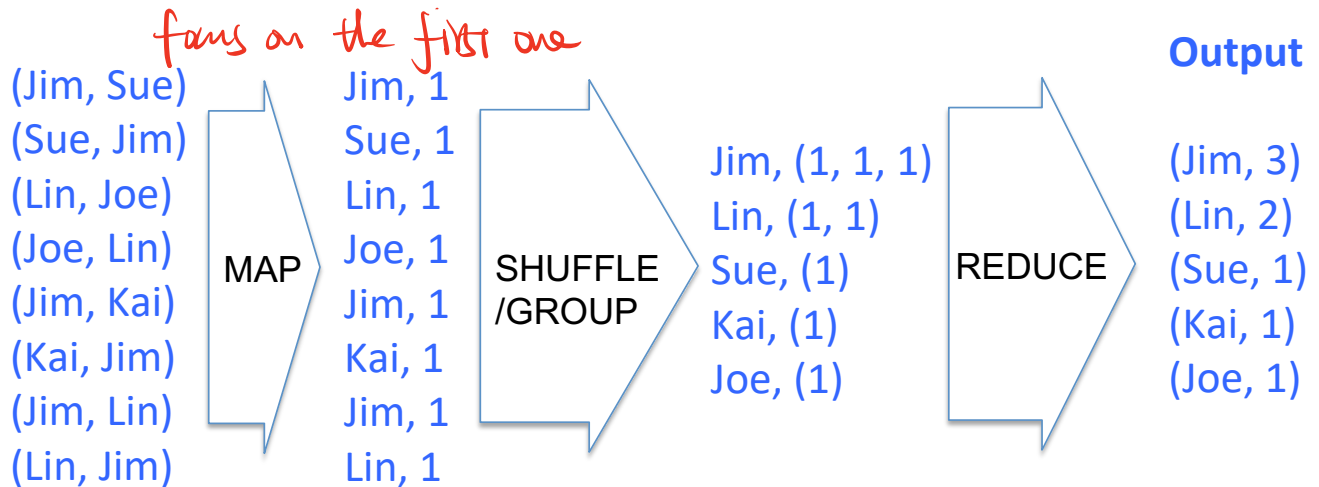 focus on the first one
(Jim, Sue)
(Sue, Jim)
(Lin, Joe)
(Joe, Lin)
(Jim, Kai)
(Kai, Jim)
(Jim, Lin)
(Lin, Jim)
MAP
Jim, 1
Sue, 1
Lin, 1
Joe, 1
Jim, 1
Kai, 1
Jim, 1
Lin, 1
SHUFFLE
/GROUP
Jim, (1, 1, 1)
Lin, (1, 1)
Sue, (1)
Kai, (1)
Joe, (1)
REDUCE
Output
(Jim, 3)
(Lin, 2)
(Sue, 1)
(Kai, 1)
(Joe, 1)